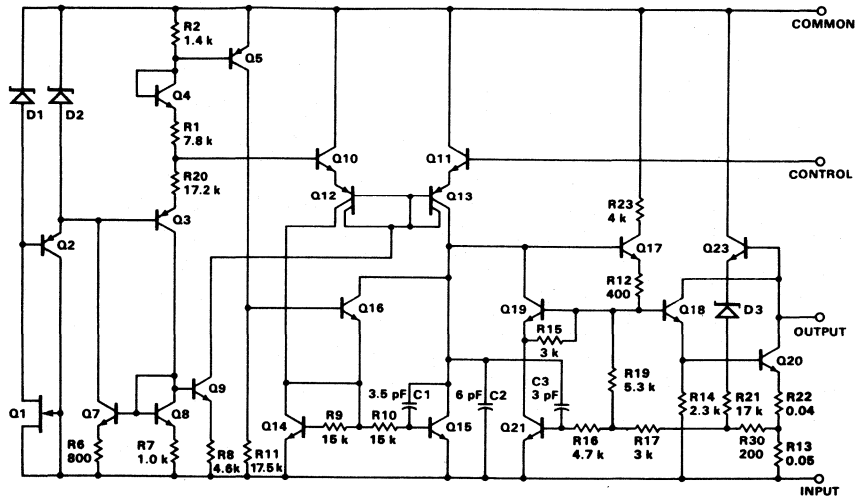 COMMON
R2
1.4 k
Q5
D1
D2
Q4
R1
7.8 k
Q10
Q11
CONTROL
R20
17.2 k
Q12
Q13
Q3
R23
4 k
Q2
Q17
Q23
R12
400
Q16
Q19
Q18
D3
OUTPUT
R15
3 k
Q20
R19
5.3 k
Q9
3.5 pF
C1
6 pF
C2
C3
3 pF
R14
2.3 k
R21
17 k
R22
0.04
Q1
Q7
Q8
Q14
R9
15 k
R10
15 k
Q15
Q21
R16
4.7 k
R17
3 k
R30
200
R6
800
R7
1.0 k
R8
4.6k
R11
17.5 k
R13
0.05
INPUT